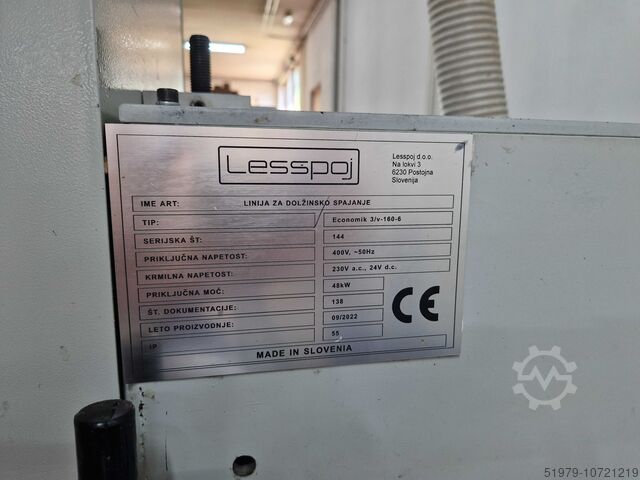 Lesspoj
Lesspoj d.o.o.
Na lokvi 3
6230 Postojna
Slovenija
IME ART: LINIJA ZA DOLŽINSKO SPAJANJE
TIP: Economik 3/v-160-6
SERIJSKA ŠT: 144
PRIKLJUČNA NAPETOST: 400V, ~50Hz
KRMILNA NAPETOST: 230V a.c., 24V d.c.
PRIKLJUČNA MOČ: 48kW
ŠT. DOKUMENTACIJE: 138
LETO PROIZVODNJE: 09/2022
IP 55
MADE IN SLOVENIA
CE
51979-10721219